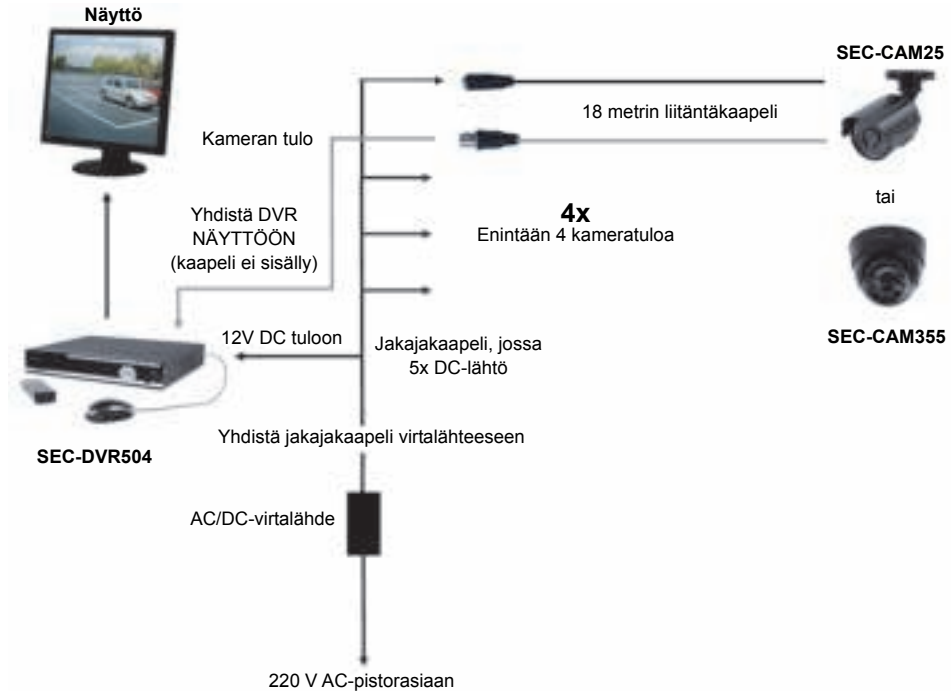 Näyttö
SEC-CAM25
18 metrin liitäntäkaapeli
Kameran tulo
tai
Yhdistä DVR
NÄYTTÖÖN
(kaapeli ei sisälly)
4x
Enintään 4 kameratuloa
SEC-CAM355
12V DC tuloon
Jakajakaapeli, jossa
5x DC-lähtö
SEC-DVR504
Yhdistä jakajakaapeli virtalähteeseen
AC/DC-virtalähde
220 V AC-pistorasiaan